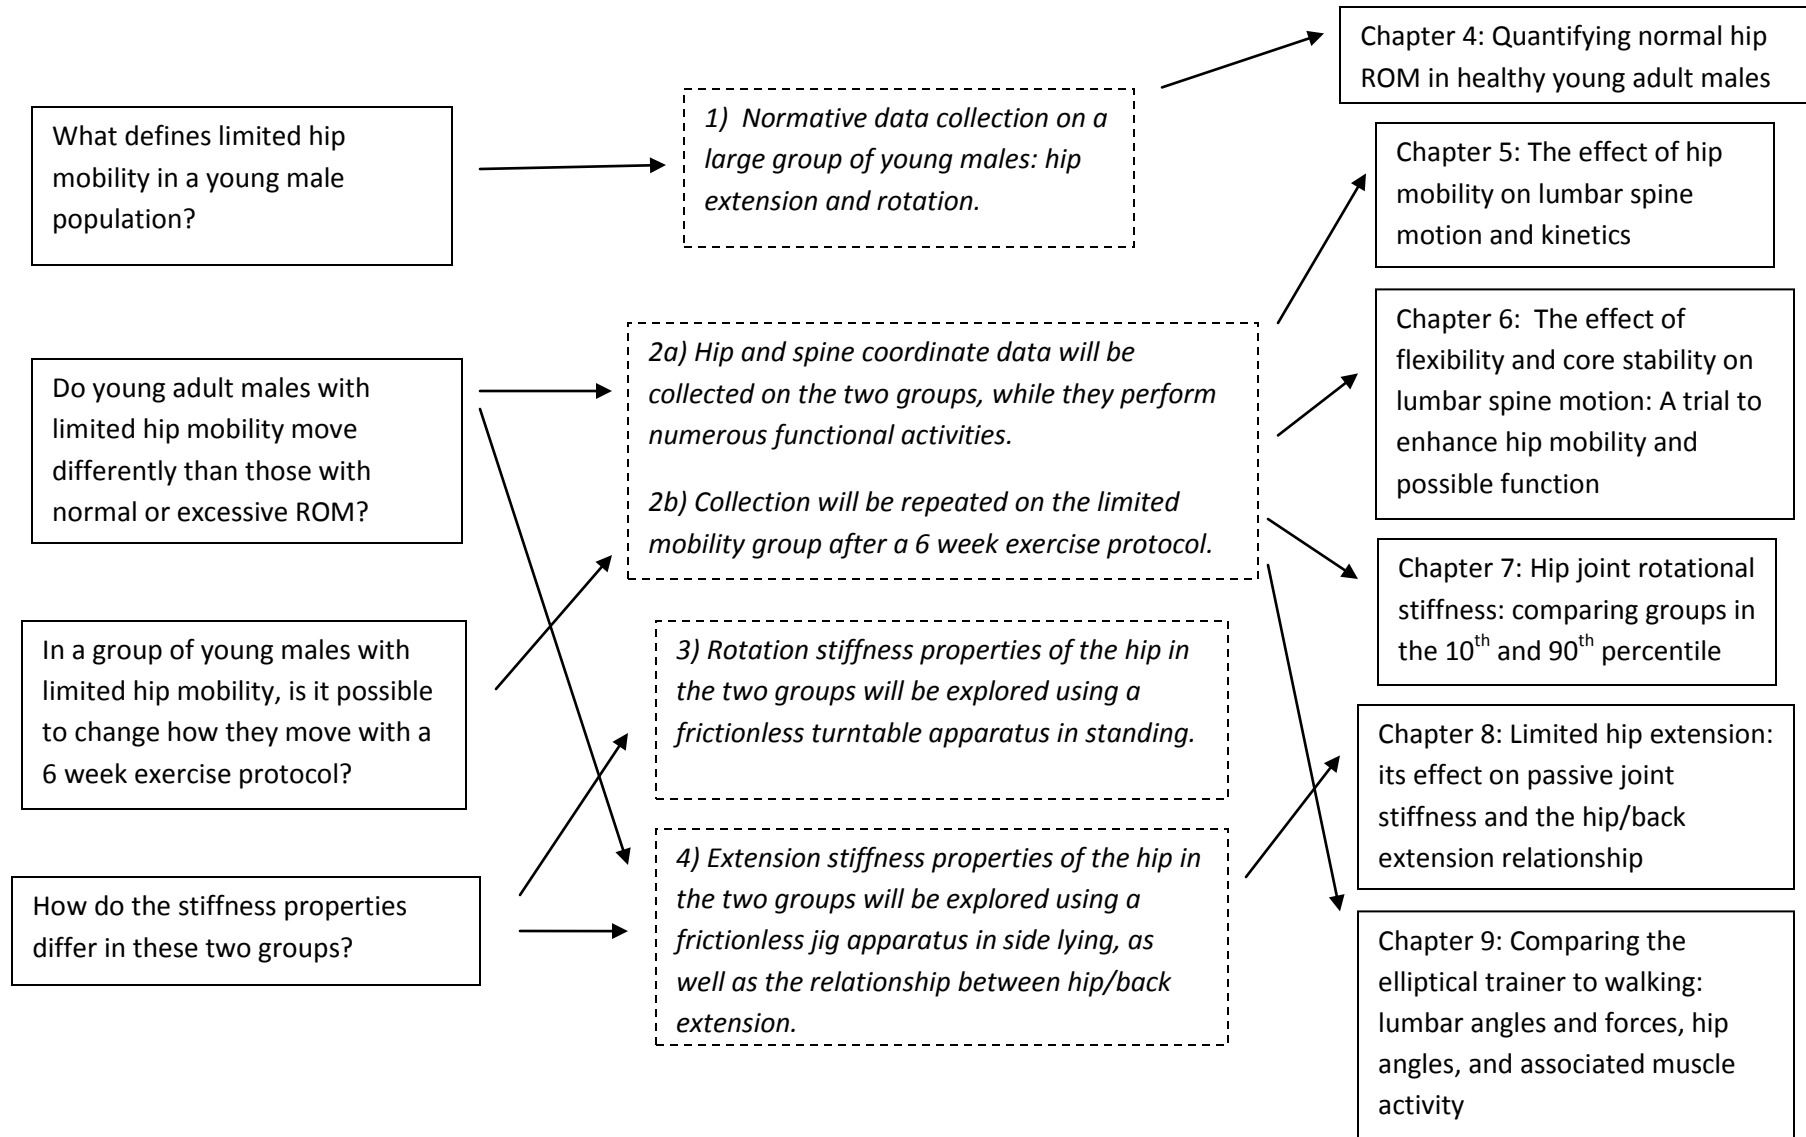 What defines limited hip
mobility in a young male
population?
Do young adult males with
limited hip mobility move
differently than those with
normal or excessive ROM?
In a group of young males with
limited hip mobility, is it possible
to change how they move with a
6 week exercise protocol?
How do the stiffness properties
differ in these two groups?
1) Normative data collection on a
large group of young males: hip
extension and rotation.
2a) Hip and spine coordinate data will be
collected on the two groups, while they perform
numerous functional activities.
2b) Collection will be repeated on the limited
mobility group after a 6 week exercise protocol.
3) Rotation stiffness properties of the hip in
the two groups will be explored using a
frictionless turntable apparatus in standing.
4) Extension stiffness properties of the hip in
the two groups will be explored using a
frictionless jig apparatus in side lying, as
well as the relationship between hip/back
extension.
Chapter 4: Quantifying normal hip
ROM in healthy young adult males
Chapter 5: The effect of hip
mobility on lumbar spine
motion and kinetics
Chapter 6: The effect of
flexibility and core stability on
lumbar spine motion: A trial to
enhance hip mobility and
possible function
Chapter 7: Hip joint rotational
stiffness: comparing groups in
the 10th and 90th percentile
Chapter 8: Limited hip extension:
its effect on passive joint
stiffness and the hip/back
extension relationship
Chapter 9: Comparing the
elliptical trainer to walking:
lumbar angles and forces, hip
angles, and associated muscle
activity